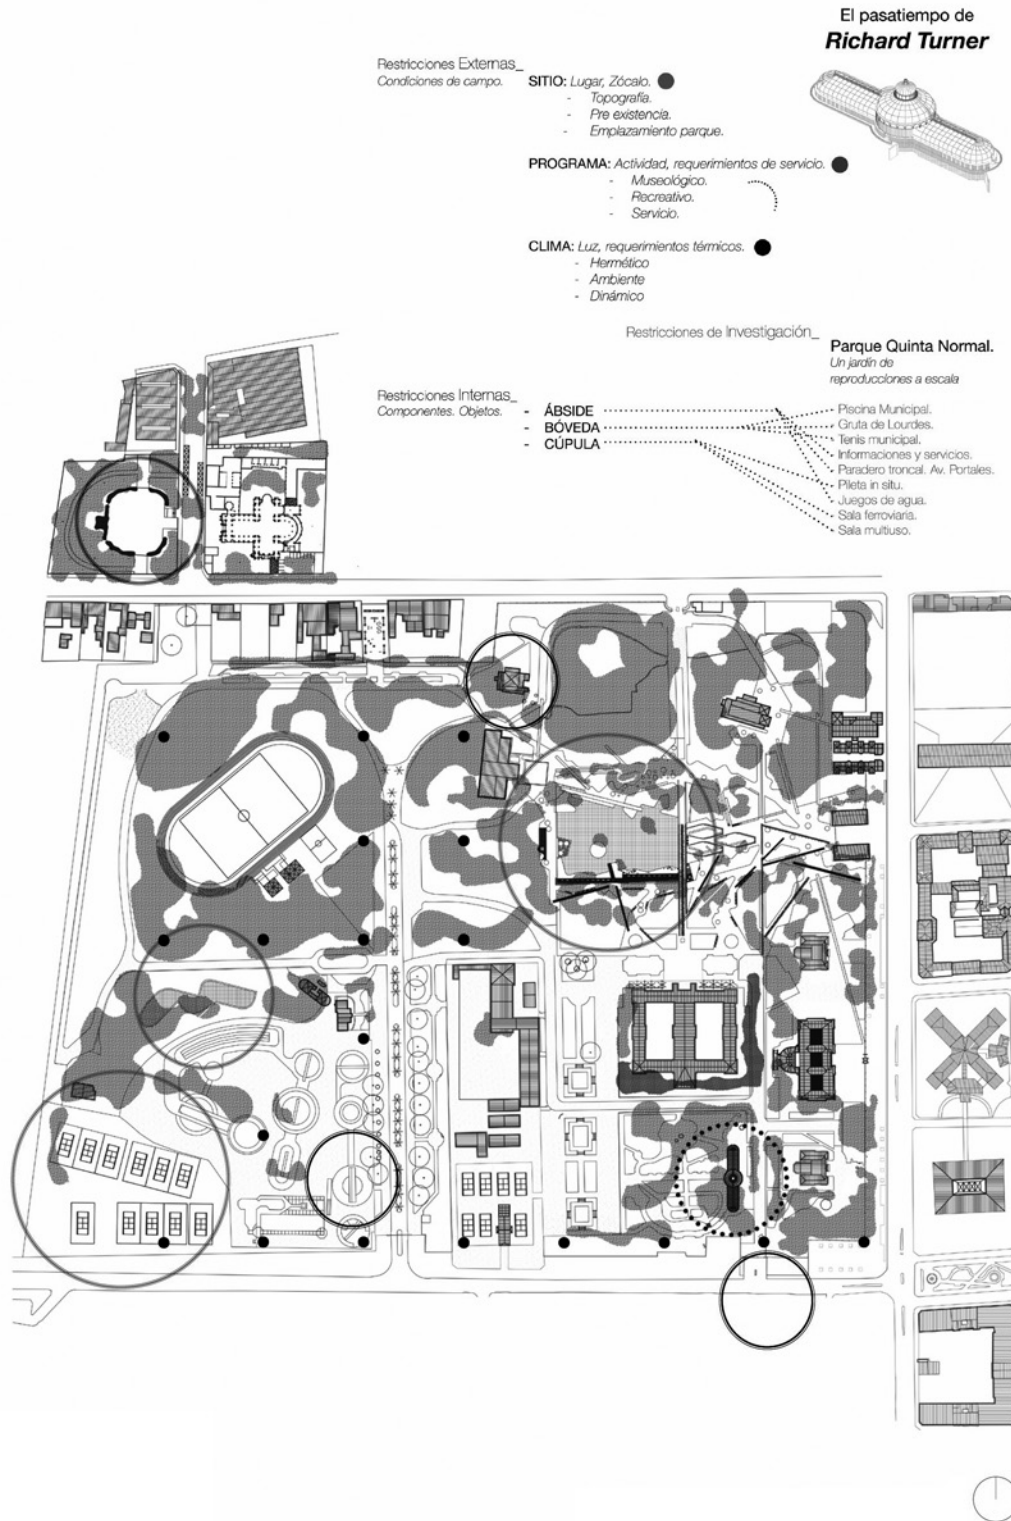 El pasatiempo de
Richard Turner
Restricciones Externas_
Condiciones de campo.
SITIO: Lugar, Zócalo.
- Topografía.
- Pre existencia.
- Emplazamiento parque.
PROGRAMA: Actividad, requerimientos de servicio.
- Museológico.
- Recreativo.
- Servicio.
CLIMA: Luz, requerimientos térmicos.
- Hermético
- Ambiente
- Dinámico
Restricciones de Investigación_
Parque Quinta Normal.
Un jardín de
reproducciones a escala
Restricciones Internas_
Componentes. Objetos.
- ÁBSIDE
- BÓVEDA
- CÚPULA
Piscina Municipal.
Gruta de Lourdes.
Tenis municipal.
Informaciones y servicios.
Paradero troncal. Av. Portales.
Pileta in situ.
Juegos de agua.
Sala ferroviaria.
Sala multiuso.